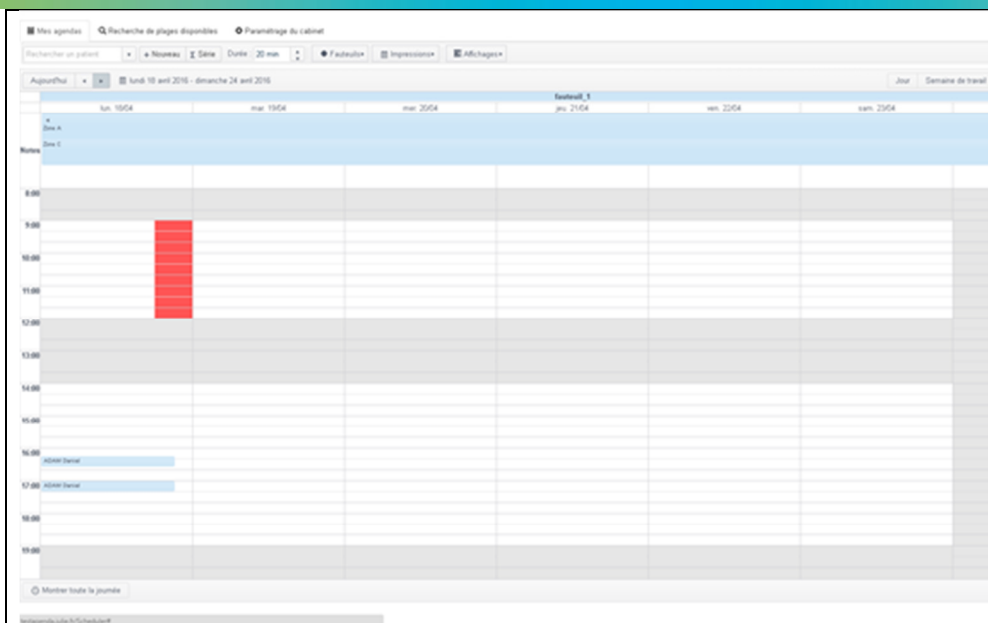 Mes agendas Recherche de plages disponibles Paramétrage du cabinet
Rechercher un patient + Nouveau Σ Série Durée 20 min Fauteuils Impressions Affichages
Aujourd'hui lundi 18 avril 2016 - dimanche 24 avril 2016 Jour Semaine de travail
fauteuil_1
lun. 18/04 mar. 19/04 mer. 20/04 jeu. 21/04 ven. 22/04 sam. 23/04
Zone A
Zone C
Notes
8:00
9:00
10:00
11:00
12:00
13:00
14:00
15:00
16:00
ADAM Daniel
17:00 ADAM Daniel
18:00
19:00
Montrer toute la journée